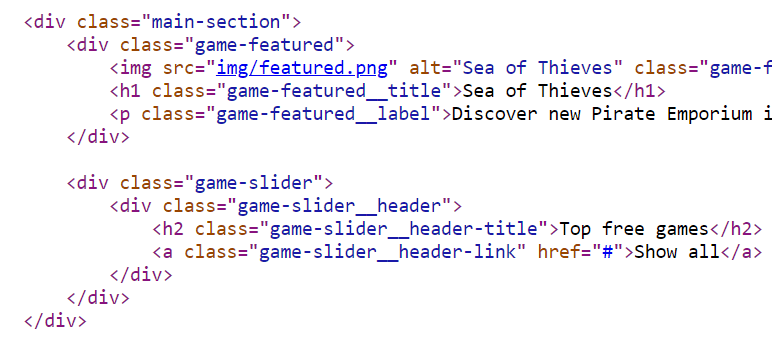 <div class="main-section">
<div class="game-featured">
<img src="img/featured.png" alt="Sea of Thieves" class="game-f
<h1 class="game-featured__title">Sea of Thieves</h1>
<p class="game-featured__label">Discover new Pirate Emporium i
</div>
<div class="game-slider">
<div class="game-slider__header">
<h2 class="game-slider__header-title">Top free games</h2>
<a class="game-slider__header-link" href="#">Show all</a>
</div>
</div>
</div>